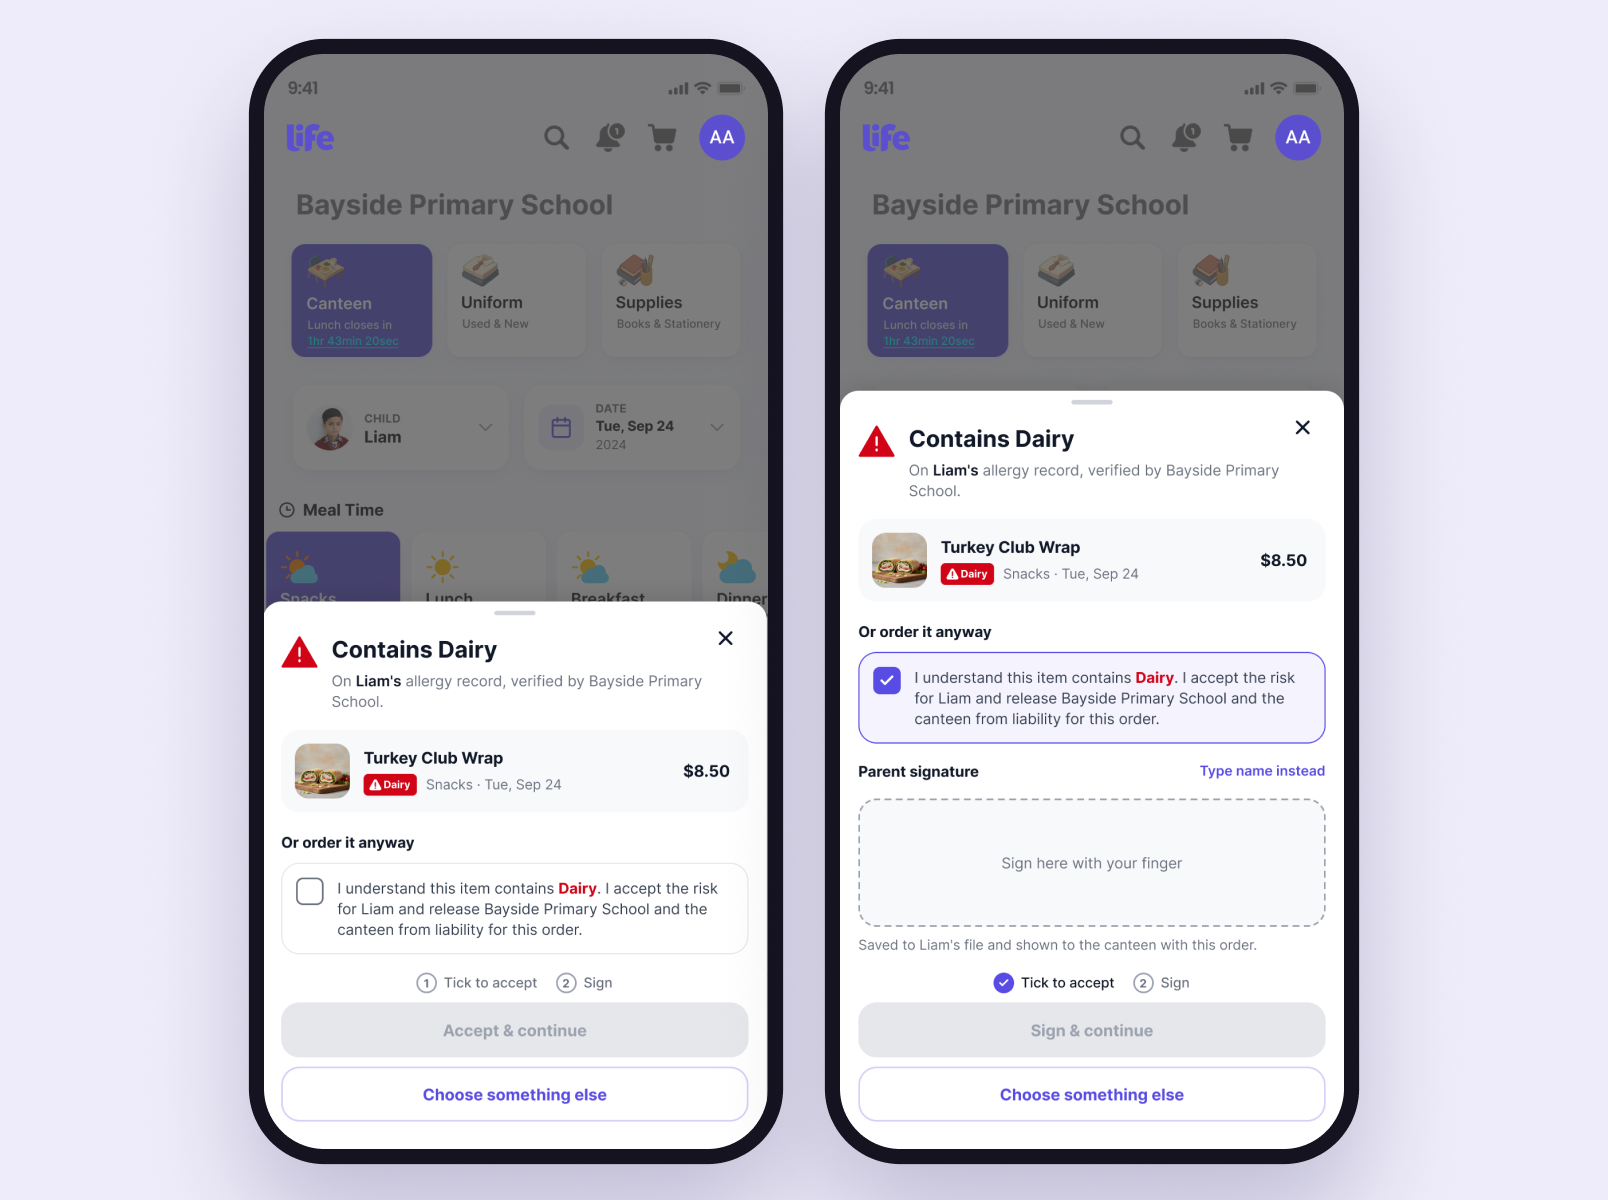 9:41
life
1
AA
Bayside Primary School
Canteen
Lunch closes in
1hr 43min 20sec
Uniform
Used & New
Supplies
Books & Stationery
CHILD
Liam
DATE
Tue, Sep 24
2024
Meal Time
Snacks
Lunch
Breakfast
Dinner
Contains Dairy
On Liam's allergy record, verified by Bayside Primary
School.
Turkey Club Wrap
Dairy Snacks · Tue, Sep 24
$8.50
Or order it anyway
I understand this item contains Dairy. I accept the risk
for Liam and release Bayside Primary School and the
canteen from liability for this order.
1 Tick to accept 2 Sign
Accept & continue
Choose something else
9:41
life
1
AA
Bayside Primary School
Canteen
Lunch closes in
1hr 43min 20sec
Uniform
Used & New
Supplies
Books & Stationery
Contains Dairy
On Liam's allergy record, verified by Bayside Primary
School.
Turkey Club Wrap
Dairy Snacks · Tue, Sep 24
$8.50
Or order it anyway
I understand this item contains Dairy. I accept the risk
for Liam and release Bayside Primary School and the
canteen from liability for this order.
Parent signature
Type name instead
Sign here with your finger
Saved to Liam's file and shown to the canteen with this order.
Tick to accept 2 Sign
Sign & continue
Choose something else